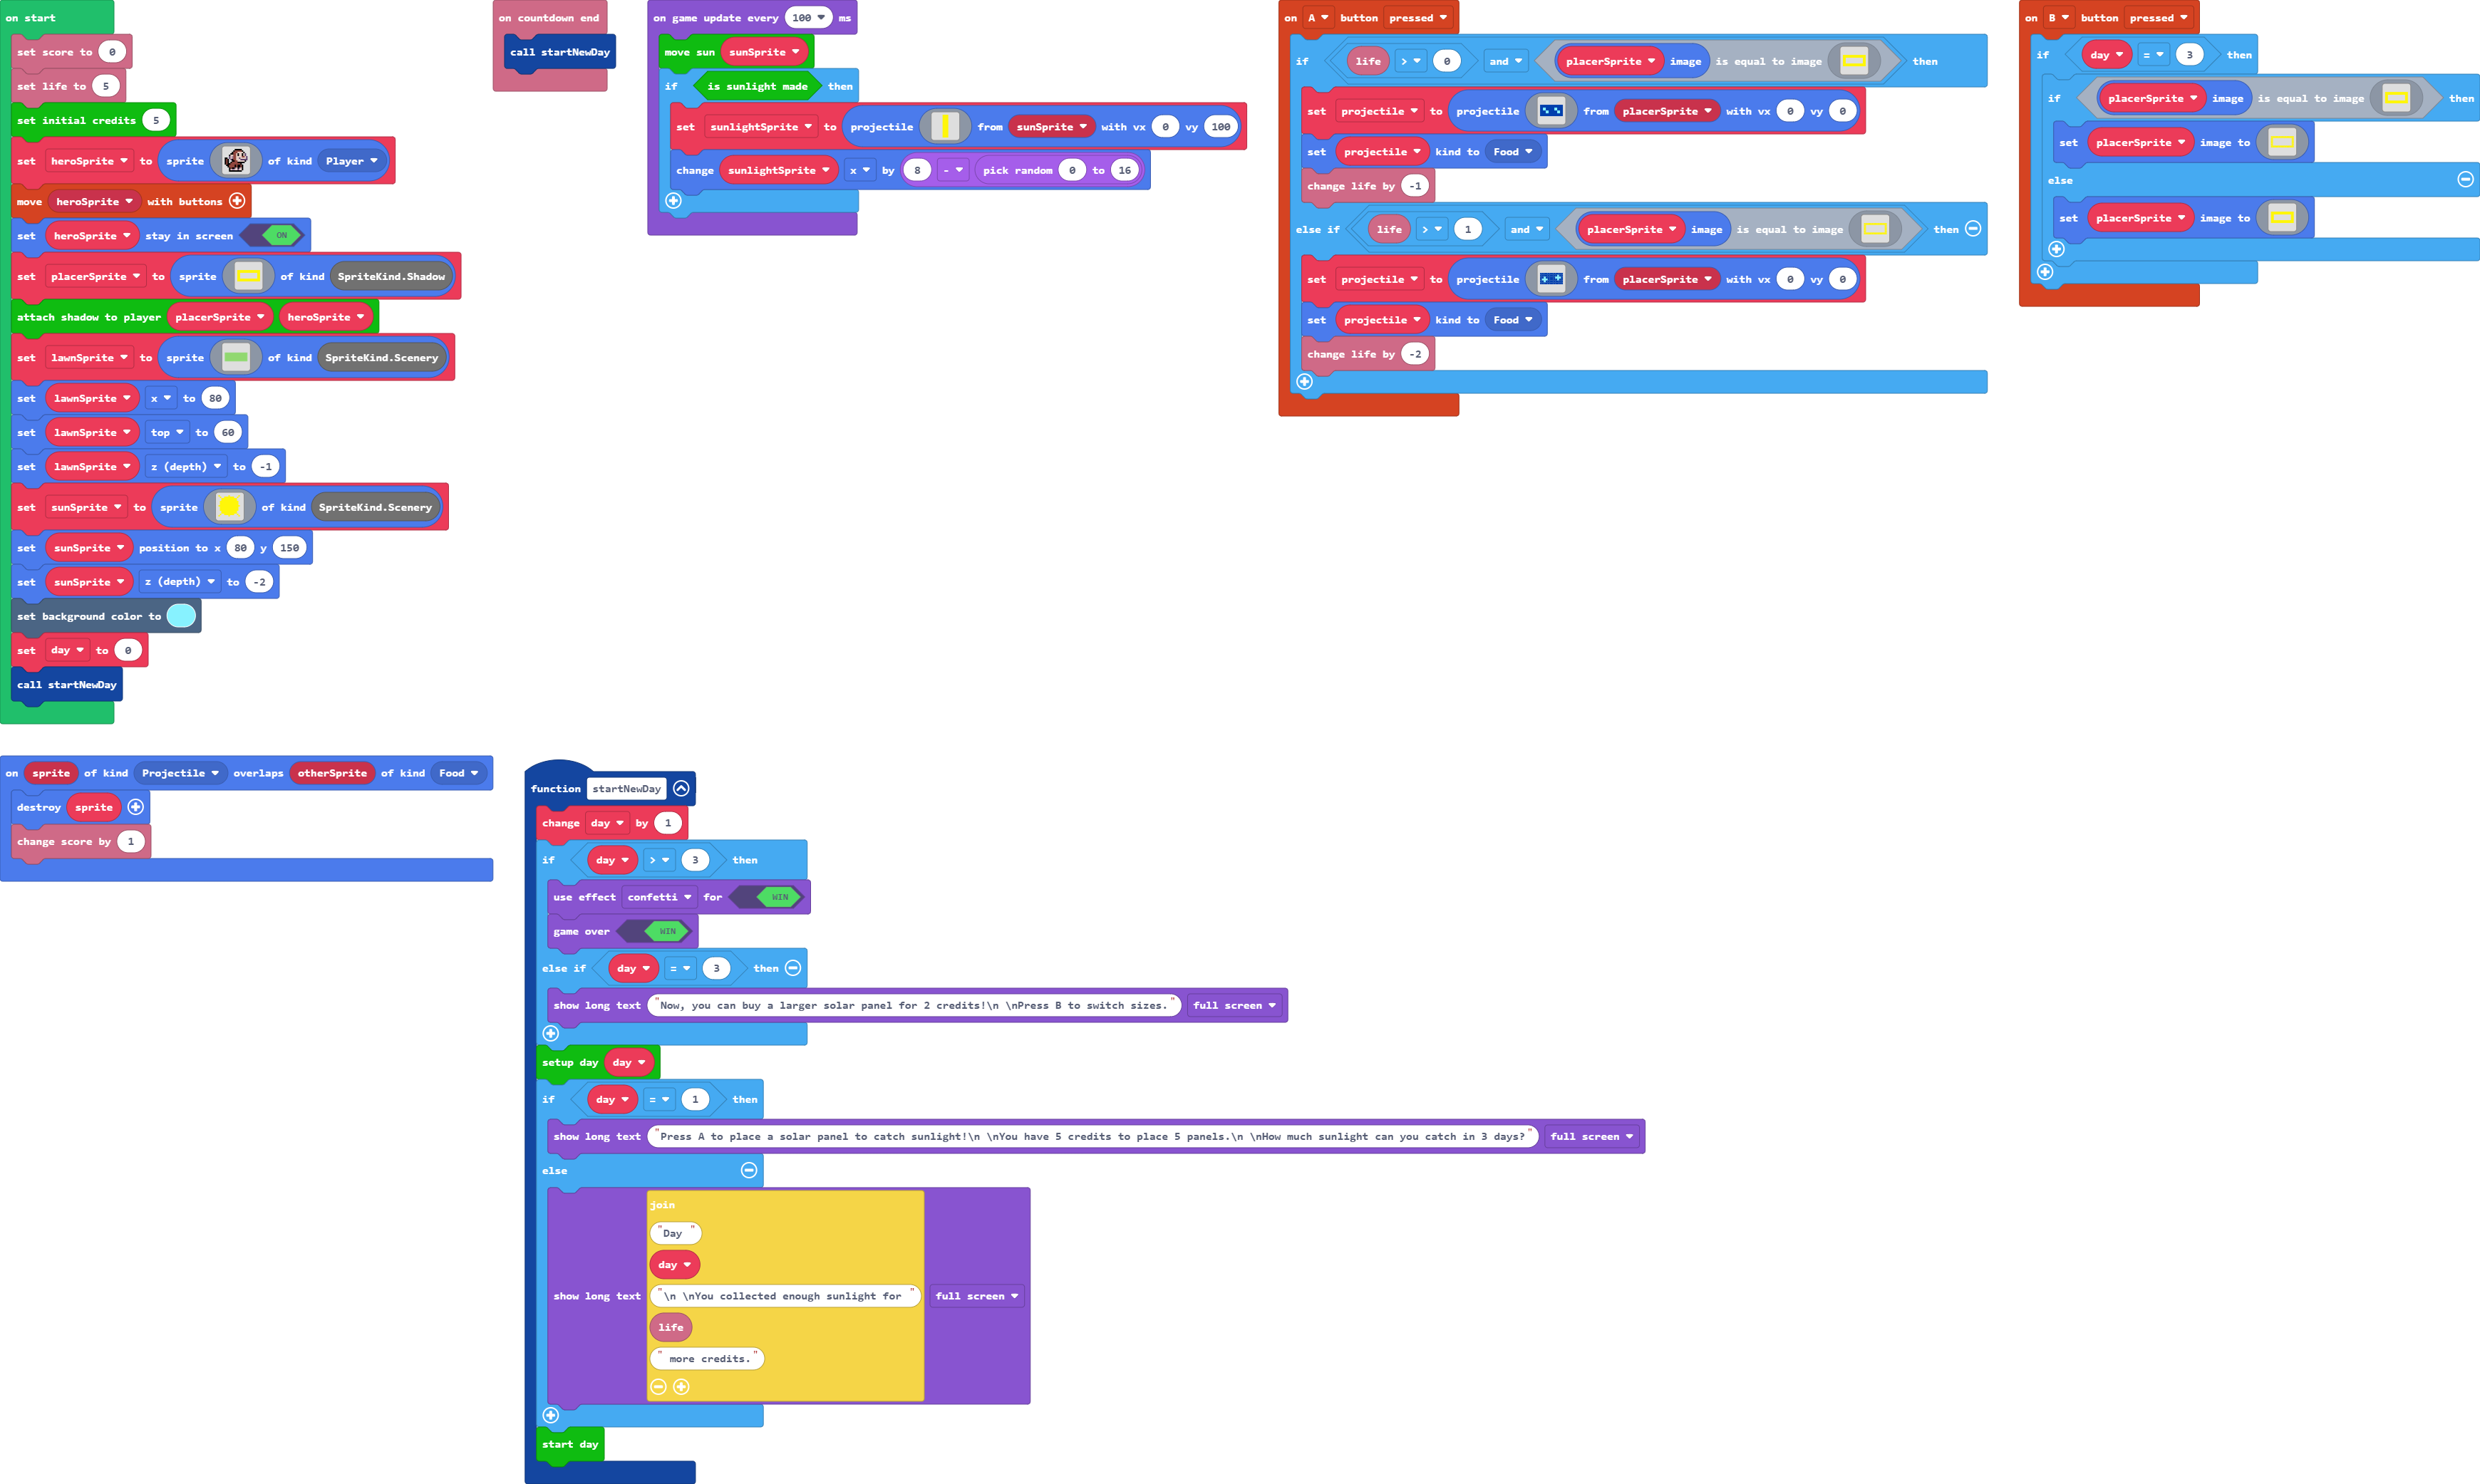 on start
set score to 0
set life to 5
set initial credits 5
set heroSprite to sprite of kind Player
move heroSprite with buttons
set heroSprite stay in screen ON
set placerSprite to sprite of kind SpriteKind.Shadow
attach shadow to player placerSprite heroSprite
set lawnSprite to sprite of kind SpriteKind.Scenery
set lawnSprite x to 80
set lawnSprite top to 60
set lawnSprite z (depth) to -1
set sunSprite to sprite of kind SpriteKind.Scenery
set sunSprite position to x 80 y 150
set sunSprite z (depth) to -2
set background color to
set day to 0
call startNewDay
on countdown end
call startNewDay
on game update every 100 ms
move sun sunSprite
if is sunlight made then
set sunlightSprite to projectile from sunSprite with vx 0 vy 100
change sunlightSprite x by 8 - pick random 0 to 16
on A button pressed
if life > 0 and placerSprite image is equal to image then
set projectile to projectile from placerSprite with vx 0 vy 0
set projectile kind to Food
change life by -1
else if life > 1 and placerSprite image is equal to image then
set projectile to projectile from placerSprite with vx 0 vy 0
set projectile kind to Food
change life by -2
on B button pressed
if day = 3 then
if placerSprite image is equal to image then
set placerSprite image to
else
set placerSprite image to
on sprite of kind Projectile overlaps otherSprite of kind Food
destroy sprite
change score by 1
function startNewDay
change day by 1
if day > 3 then
use effect confetti for WIN
game over WIN
else if day = 3 then
show long text "Now, you can buy a larger solar panel for 2 credits!\n \nPress B to switch sizes." full screen
setup day day
if day = 1 then
show long text "Press A to place a solar panel to catch sunlight!\n \nYou have 5 credits to place 5 panels.\n \nHow much sunlight can you catch in 3 days?" full screen
else
join
"Day "
day
show long text "\n \nYou collected enough sunlight for " full screen
life
" more credits."
start day